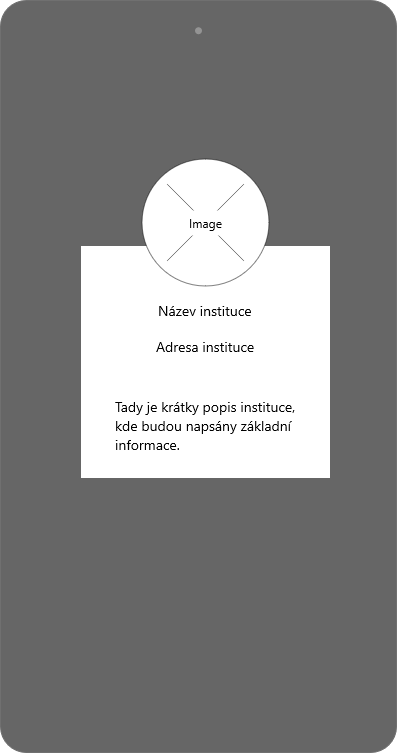 Image
Název instituce
Adresa instituce
Tady je krátky popis instituce,
kde budou napsány základní
informace.